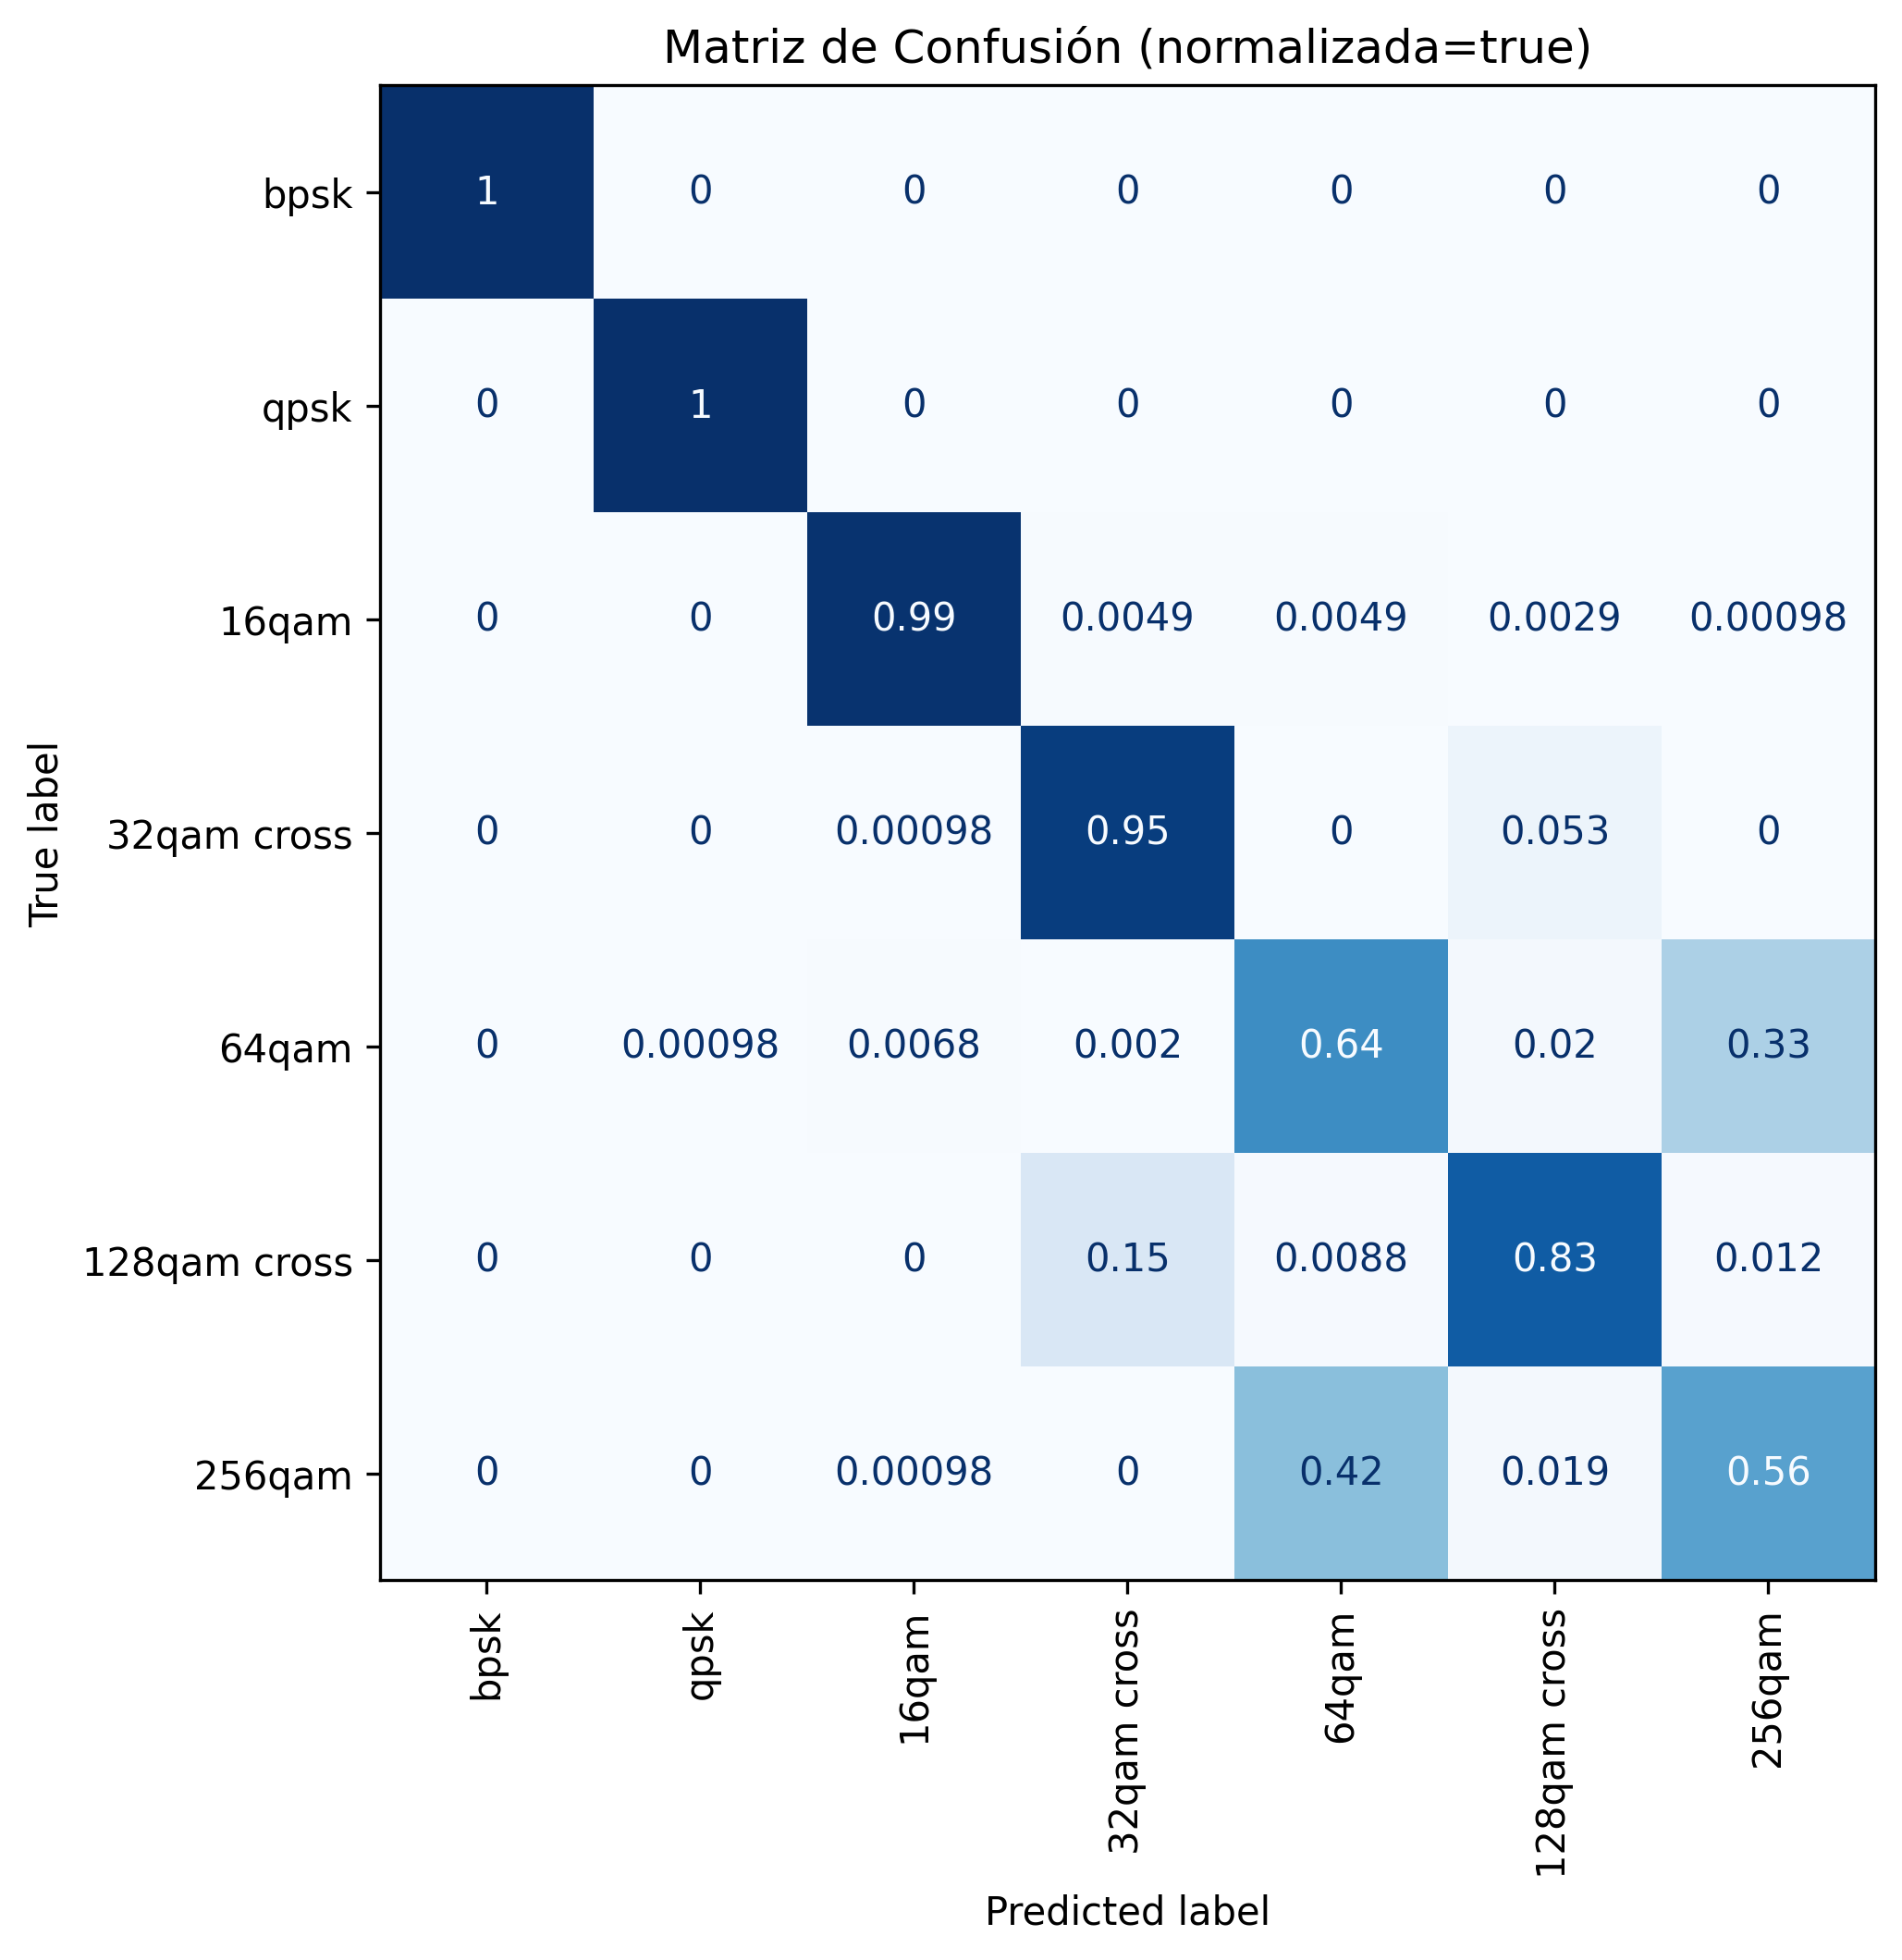 Matriz de Confusión (normalizada=true)
True label
bpsk 1 0 0 0 0 0 0
qpsk 0 1 0 0 0 0 0
16qam 0 0 0.99 0.0049 0.0049 0.0029 0.00098
32qam cross 0 0 0.00098 0.95 0 0.053 0
64qam 0 0.00098 0.0068 0.002 0.64 0.02 0.33
128qam cross 0 0 0 0.15 0.0088 0.83 0.012
256qam 0 0 0.00098 0 0.42 0.019 0.56
bpsk qpsk 16qam 32qam cross 64qam 128qam cross 256qam
Predicted label